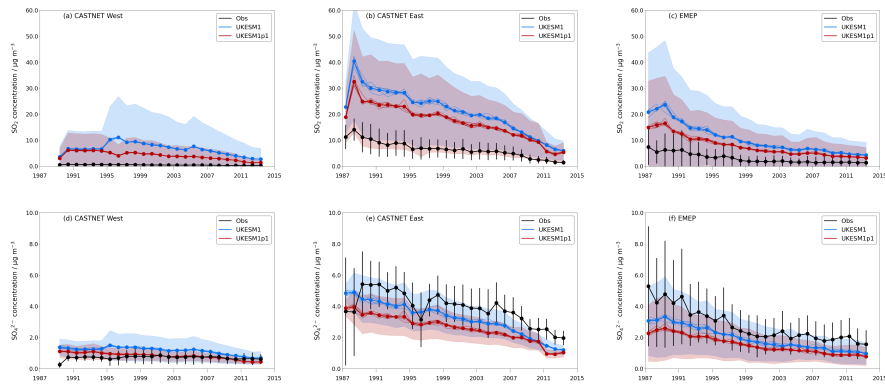 (a) CASTNET West
Obs
UKESM1
UKESM1p1
SO₂ concentration / μg m⁻³
60.0
50.0
40.0
30.0
20.0
10.0
0.0
1987 1991 1995 1999 2003 2007 2011 2015
(b) CASTNET East
Obs
UKESM1
UKESM1p1
SO₂ concentration / μg m⁻³
60.0
50.0
40.0
30.0
20.0
10.0
0.0
1987 1991 1995 1999 2003 2007 2011 2015
(c) EMEP
Obs
UKESM1
UKESM1p1
SO₂ concentration / μg m⁻³
60.0
50.0
40.0
30.0
20.0
10.0
0.0
1987 1991 1995 1999 2003 2007 2011 2015
(d) CASTNET West
Obs
UKESM1
UKESM1p1
SO₄²⁻ concentration / μg m⁻³
10.0
8.0
6.0
4.0
2.0
0.0
1987 1991 1995 1999 2003 2007 2011 2015
(e) CASTNET East
Obs
UKESM1
UKESM1p1
SO₄²⁻ concentration / μg m⁻³
10.0
8.0
6.0
4.0
2.0
0.0
1987 1991 1995 1999 2003 2007 2011 2015
(f) EMEP
Obs
UKESM1
UKESM1p1
SO₄²⁻ concentration / μg m⁻³
10.0
8.0
6.0
4.0
2.0
0.0
1987 1991 1995 1999 2003 2007 2011 2015